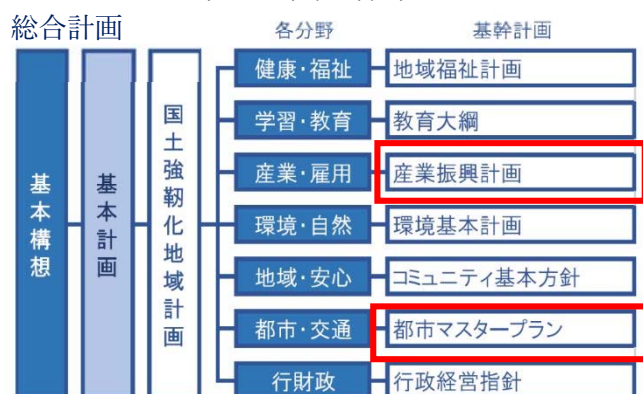 総合計画
各分野
基幹計画
基本構想
基本計画
国土強靭化地域計画
健康・福祉
地域福祉計画
学習・教育
教育大綱
産業・雇用
産業振興計画
環境・自然
環境基本計画
地域・安心
コミュニティ基本方針
都市・交通
都市マスタープラン
行財政
行政経営指針